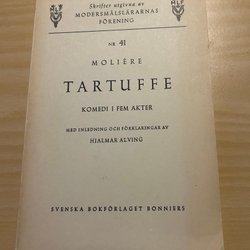 Skrifter utgivna av
MODERSMÅLSLÄRARNAS
FÖRENING
NR 41
MOLIÈRE
TARTUFFE
KOMEDI I FEM AKTER
MED INLEDNING OCH FÖRKLARINGAR AV
HJALMAR ALVING
SVENSKA BOKFÖRLAGET BONNIERS